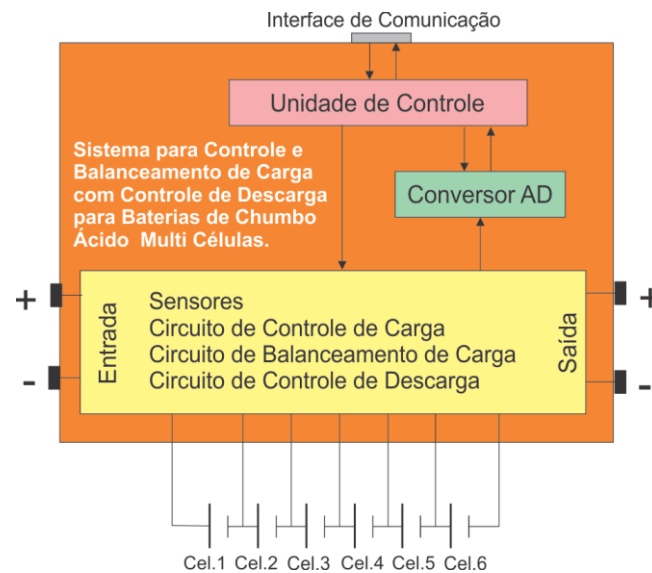 Interface de Comunicação
Unidade de Controle
Sistema para Controle e
Balanceamento de Carga
com Controle de Descarga
para Baterias de Chumbo
Ácido Multi Células.
Conversor AD
+
-
Entrada
Sensores
Circuito de Controle de Carga
Circuito de Balanceamento de Carga
Circuito de Controle de Descarga
Saída
+
-
Cel.1 Cel.2 Cel.3 Cel.4 Cel.5 Cel.6